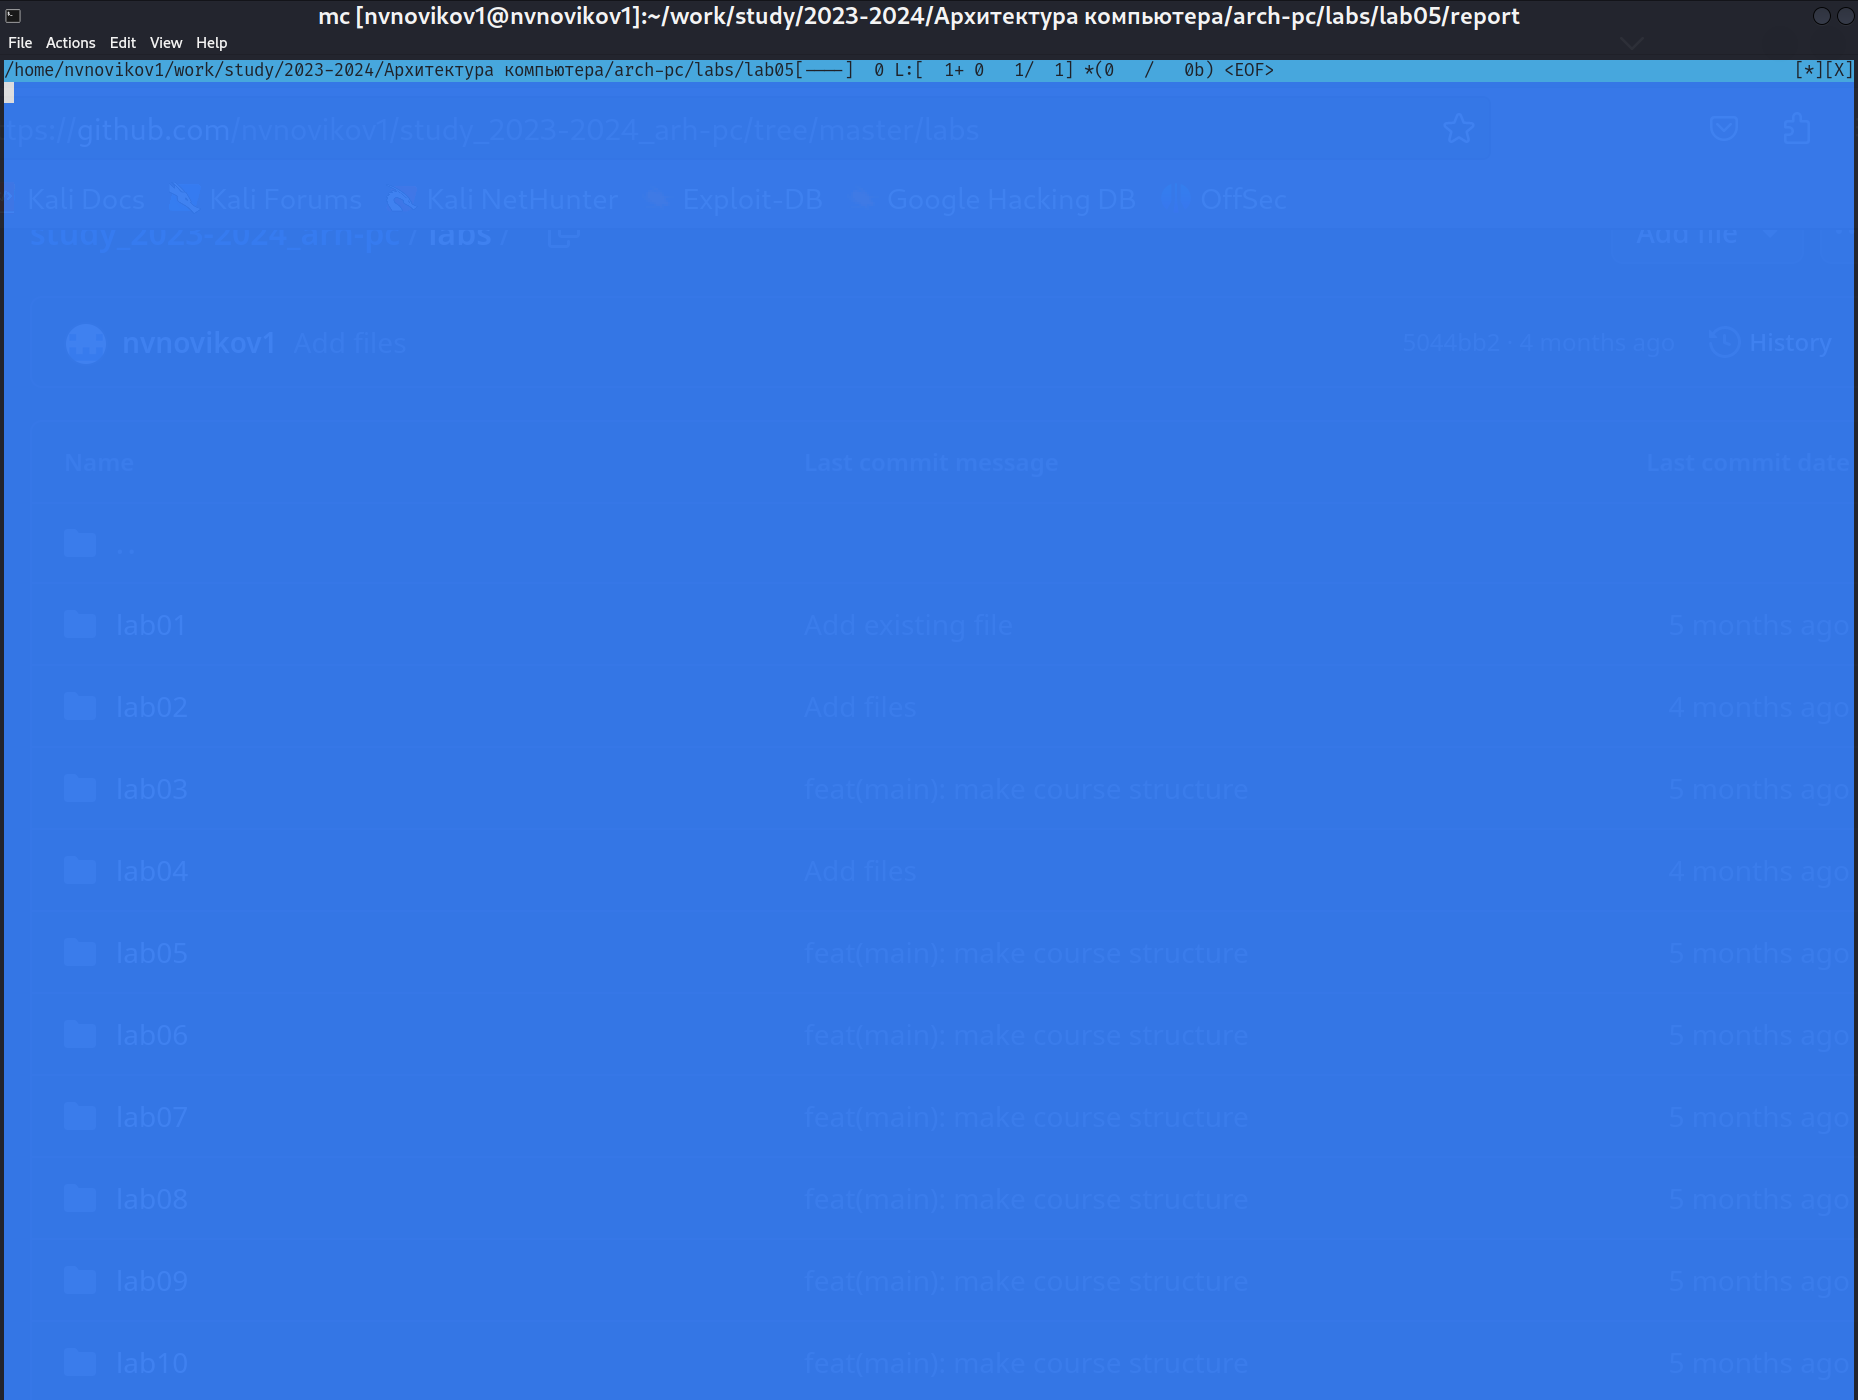 mc [nvnovikov1@nvnovikov1]:~/work/study/2023-2024/Архитектура компьютера/arch-pc/labs/lab05/report
File Actions Edit View Help
/home/nvnovikov1/work/study/2023-2024/Архитектура компьютера/arch-pc/labs/lab05[----]  0 L:[  1+ 0   1/  1] *(0   /   0b) <EOF> [*][X]
tps://github.com/nvnovikov1/study_2023-2024_arh-pc/tree/master/labs
Kali Docs Kali Forums Kali NetHunter Exploit-DB Google Hacking DB OffSec
study_2023-2024_arh-pc / labs / Add file
nvnovikov1 Add files 5044bb2 · 4 months ago History
Name Last commit message Last commit date
..
lab01 Add existing file 5 months ago
lab02 Add files 4 months ago
lab03 feat(main): make course structure 5 months ago
lab04 Add files 4 months ago
lab05 feat(main): make course structure 5 months ago
lab06 feat(main): make course structure 5 months ago
lab07 feat(main): make course structure 5 months ago
lab08 feat(main): make course structure 5 months ago
lab09 feat(main): make course structure 5 months ago
lab10 feat(main): make course structure 5 months ago